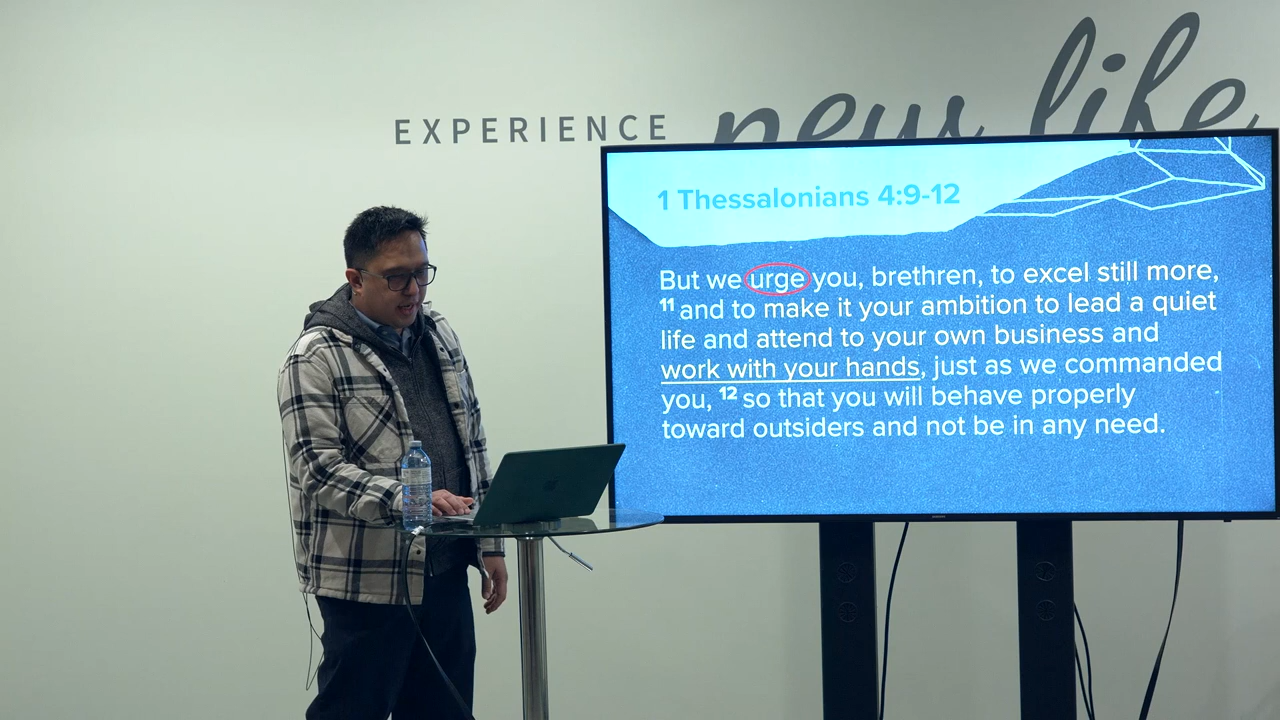 EXPERIENCE new life
1 Thessalonians 4:9-12
But we urge you, brethren, to excel still more,
11 and to make it your ambition to lead a quiet
life and attend to your own business and
work with your hands, just as we commanded
you, 12 so that you will behave properly
toward outsiders and not be in any need.